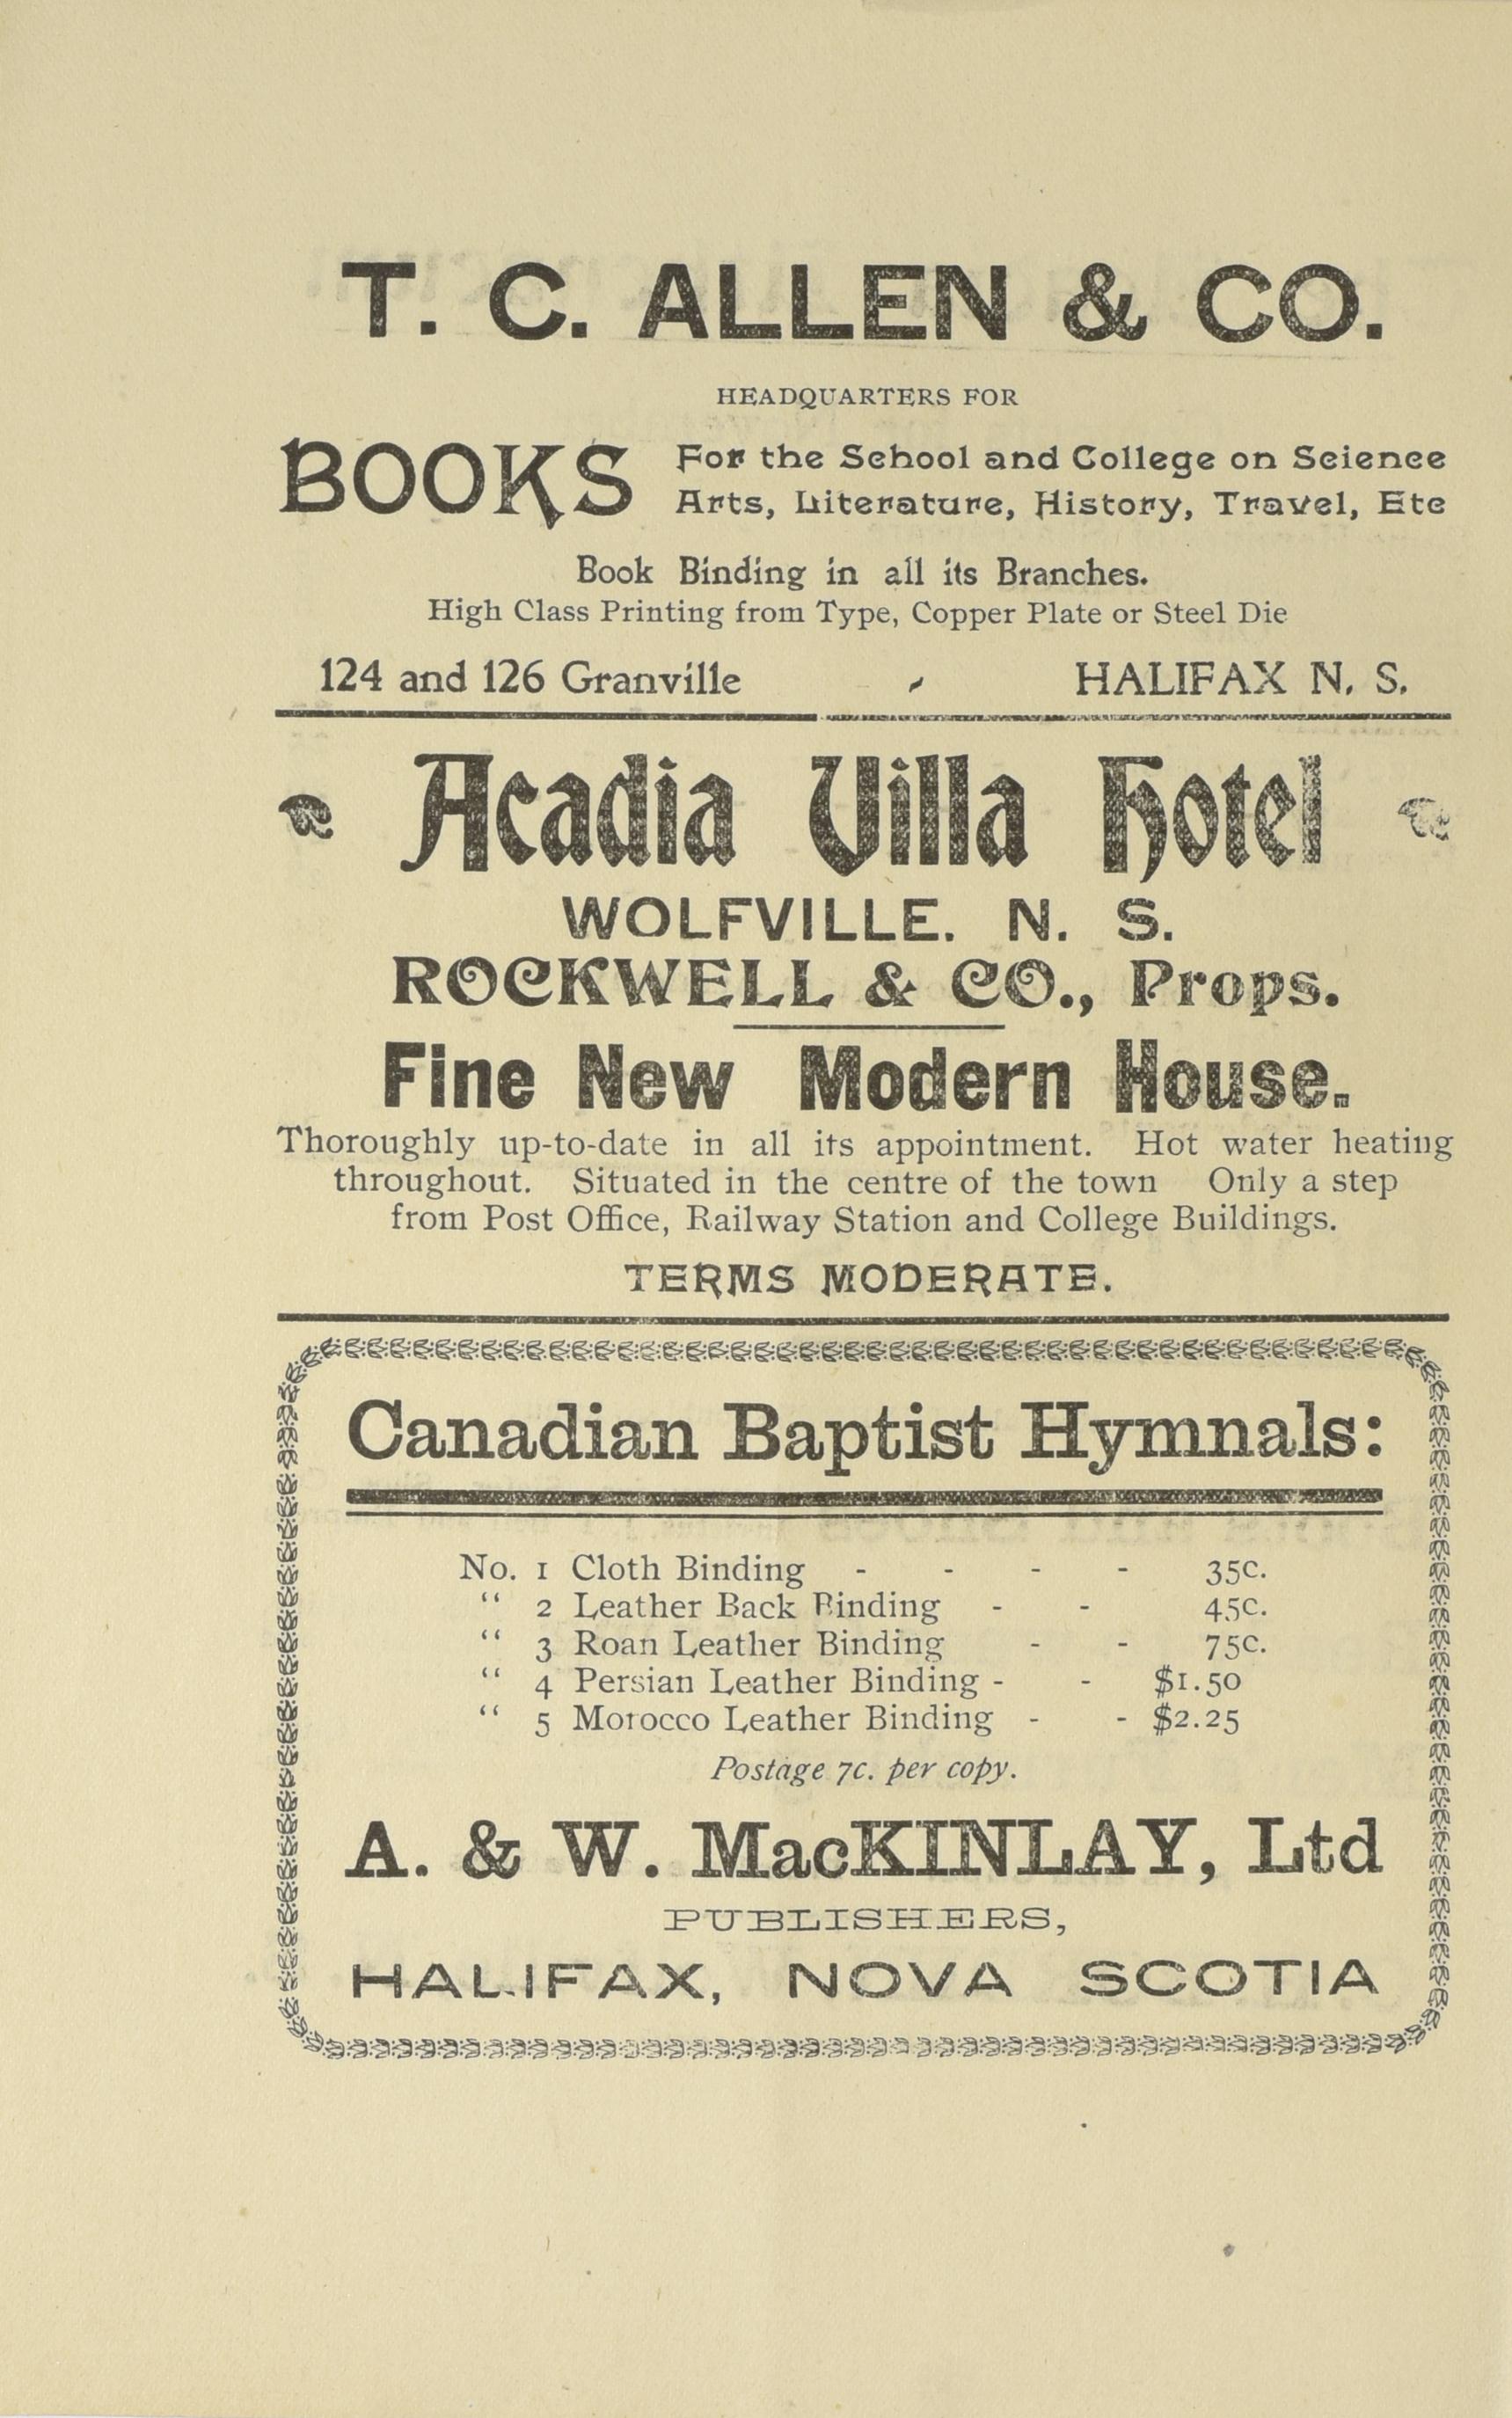 T. C. ALLEN & CO.
HEADQUARTERS FOR
BOOKS For the School and College on Science
Arts, Literature, History, Travel, Etc
Book Binding in all its Branches.
High Class Printing from Type, Copper Plate or Steel Die
124 and 126 Granville - HALIFAX N. S.
Acadia Villa Hotel
WOLFVILLE. N. S.
ROCKWELL & CO., Props.
Fine New Modern House.
Thoroughly up-to-date in all its appointment. Hot water heating
throughout. Situated in the centre of the town Only a step
from Post Office, Railway Station and College Buildings.
TERMS MODERATE.
Canadian Baptist Hymnals:
No. 1 Cloth Binding - - - - 35c.
“ 2 Leather Back Binding - - 45c.
“ 3 Roan Leather Binding - - 75c.
“ 4 Persian Leather Binding - - $1.50
“ 5 Morocco Leather Binding - - $2.25
Postage 7c. per copy.
A. & W. MacKINLAY, Ltd
PUBLISHERS,
HALIFAX, NOVA SCOTIA